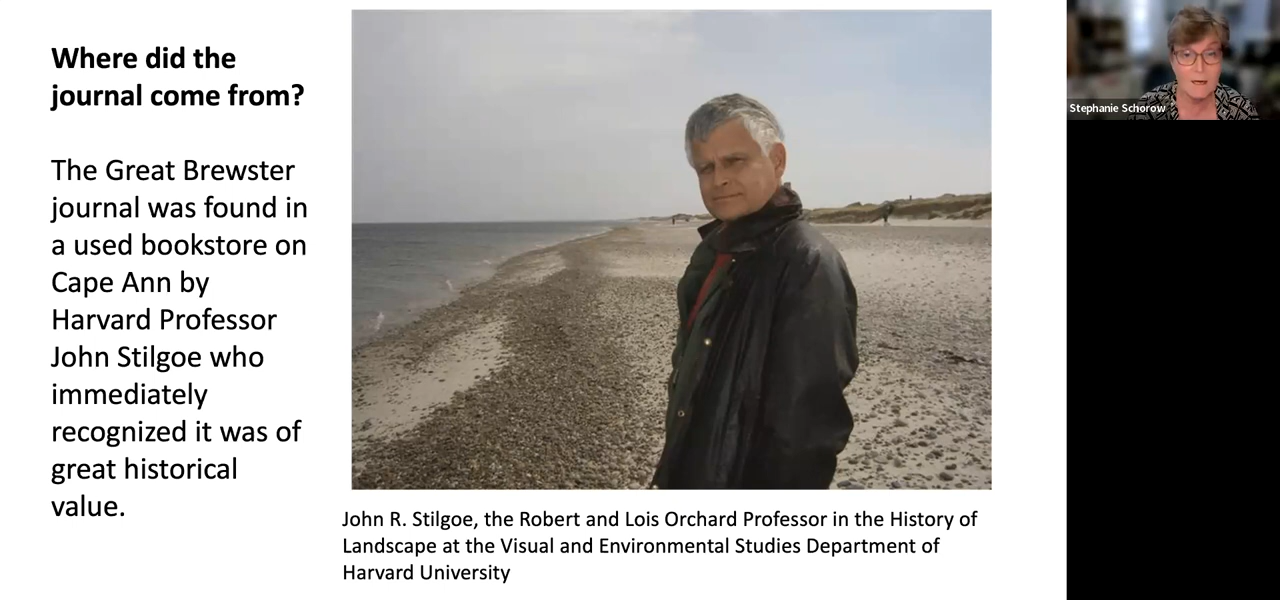 Where did the
journal come from?
The Great Brewster
journal was found in
a used bookstore on
Cape Ann by
Harvard Professor
John Stilgoe who
immediately
recognized it was of
great historical
value.
John R. Stilgoe, the Robert and Lois Orchard Professor in the History of
Landscape at the Visual and Environmental Studies Department of
Harvard University
Stephanie Schorow